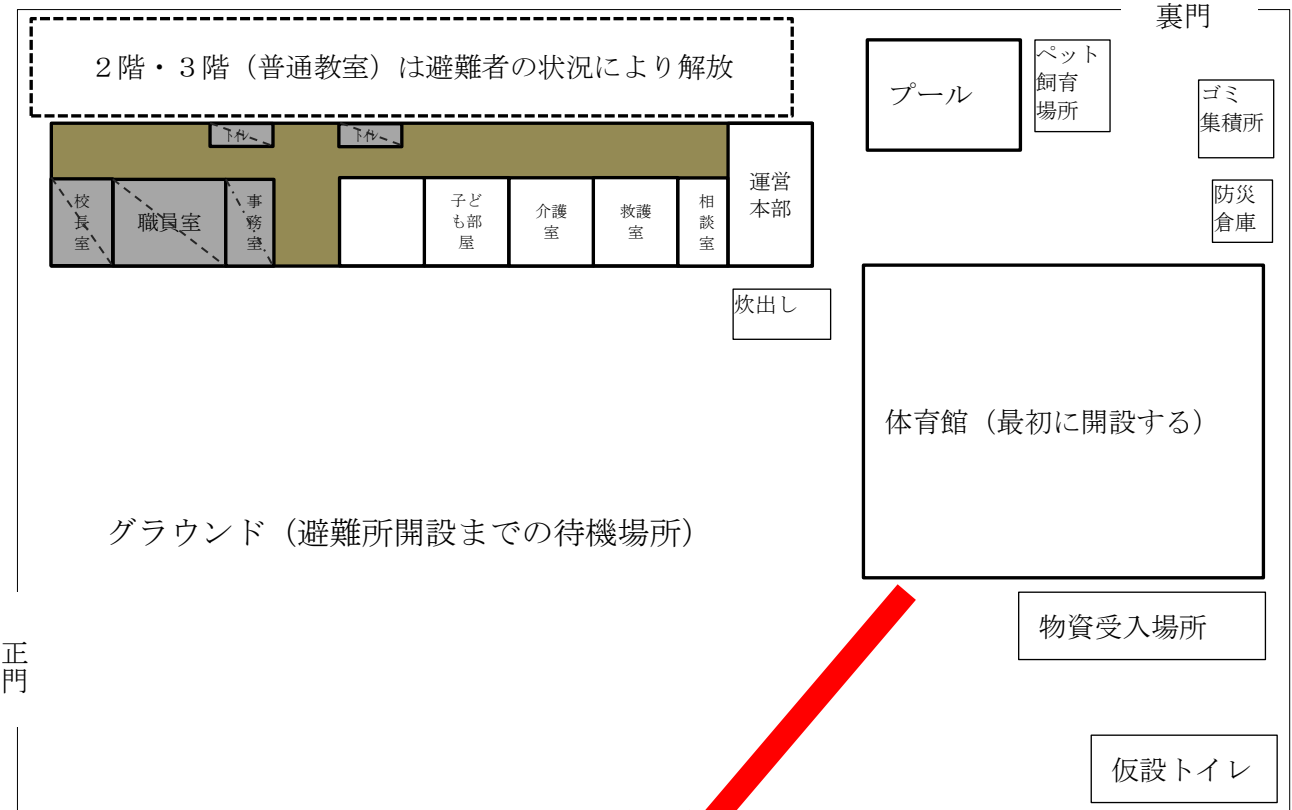 裏門
２階・３階（普通教室）は避難者の状況により解放
プール
ペット
飼育
場所
ゴミ
集積所
防災
倉庫
トイレ
トイレ
校長室
職員室
事務室
子ど
も部
屋
介護
室
救護
室
相談室
運営
本部
炊出し
体育館（最初に開設する）
グラウンド（避難所開設までの待機場所）
物資受入場所
正門
仮設トイレ